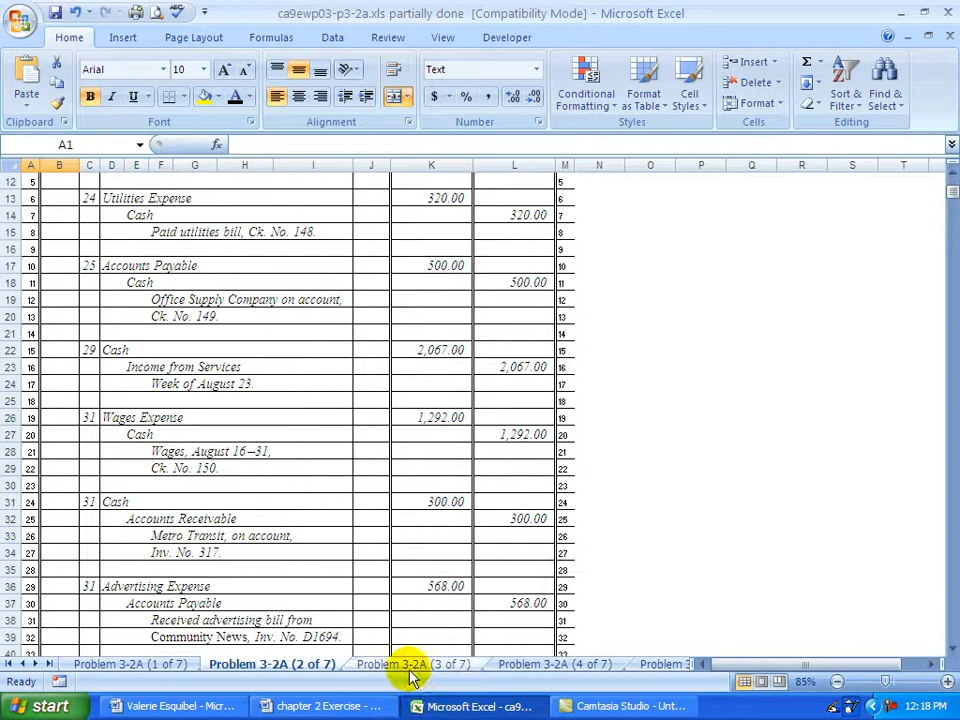 ca9ewp03-p3-2a.xls partially done [Compatibility Mode] - Microsoft Excel
Home Insert Page Layout Formulas Data Review View Developer
Paste
Arial 10
B I U
A
Text
$ % ,
Conditional Formatting
Format as Table
Cell Styles
Insert
Delete
Format
Sort & Filter
Find & Select
Clipboard Font Alignment Number Styles Cells Editing
A1 fx
A B C D E F G H I J K L M N O P Q R S T
12 5 5
13 6 24 Utilities Expense 320.00 6
14 7 Cash 320.00 7
15 8 Paid utilities bill, Ck. No. 148. 8
16 9 9
17 10 25 Accounts Payable 500.00 10
18 11 Cash 500.00 11
19 12 Office Supply Company on account, 12
20 13 Ck. No. 149. 13
21 14 14
22 15 29 Cash 2,067.00 15
23 16 Income from Services 2,067.00 16
24 17 Week of August 23. 17
25 18 18
26 19 31 Wages Expense 1,292.00 19
27 20 Cash 1,292.00 20
28 21 Wages, August 16–31, 21
29 22 Ck. No. 150. 22
30 23 23
31 24 31 Cash 300.00 24
32 25 Accounts Receivable 300.00 25
33 26 Metro Transit, on account, 26
34 27 Inv. No. 317. 27
35 28 28
36 29 31 Advertising Expense 568.00 29
37 30 Accounts Payable 568.00 30
38 31 Received advertising bill from 31
39 32 Community News, Inv. No. D1694. 32
40 33 33
Problem 3-2A (1 of 7) Problem 3-2A (2 of 7) Problem 3-2A (3 of 7) Problem 3-2A (4 of 7) Problem 3
Ready 85%
start Valerie Esquibel - Micr... chapter 2 Exercise - ... Microsoft Excel - ca9... Camtasia Studio - Unt... 12:18 PM